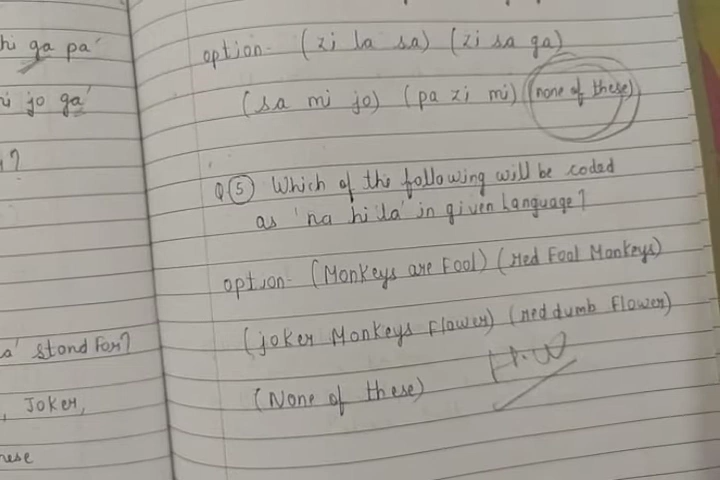 hi ga pa'
i jo ga'
?
a' stand For?
, Joker,
hese
option- (zi la sa) (zi sa ga)
(sa mi jo) (pa zi mi) (none of these)
Q 5 Which of the following will be coded
as 'na hi la' in given Language?
option- (Monkeys are Fool) (red Fool Monkeys)
(joker Monkeys Flower) (red dumb Flower)
(None of these)
H.W